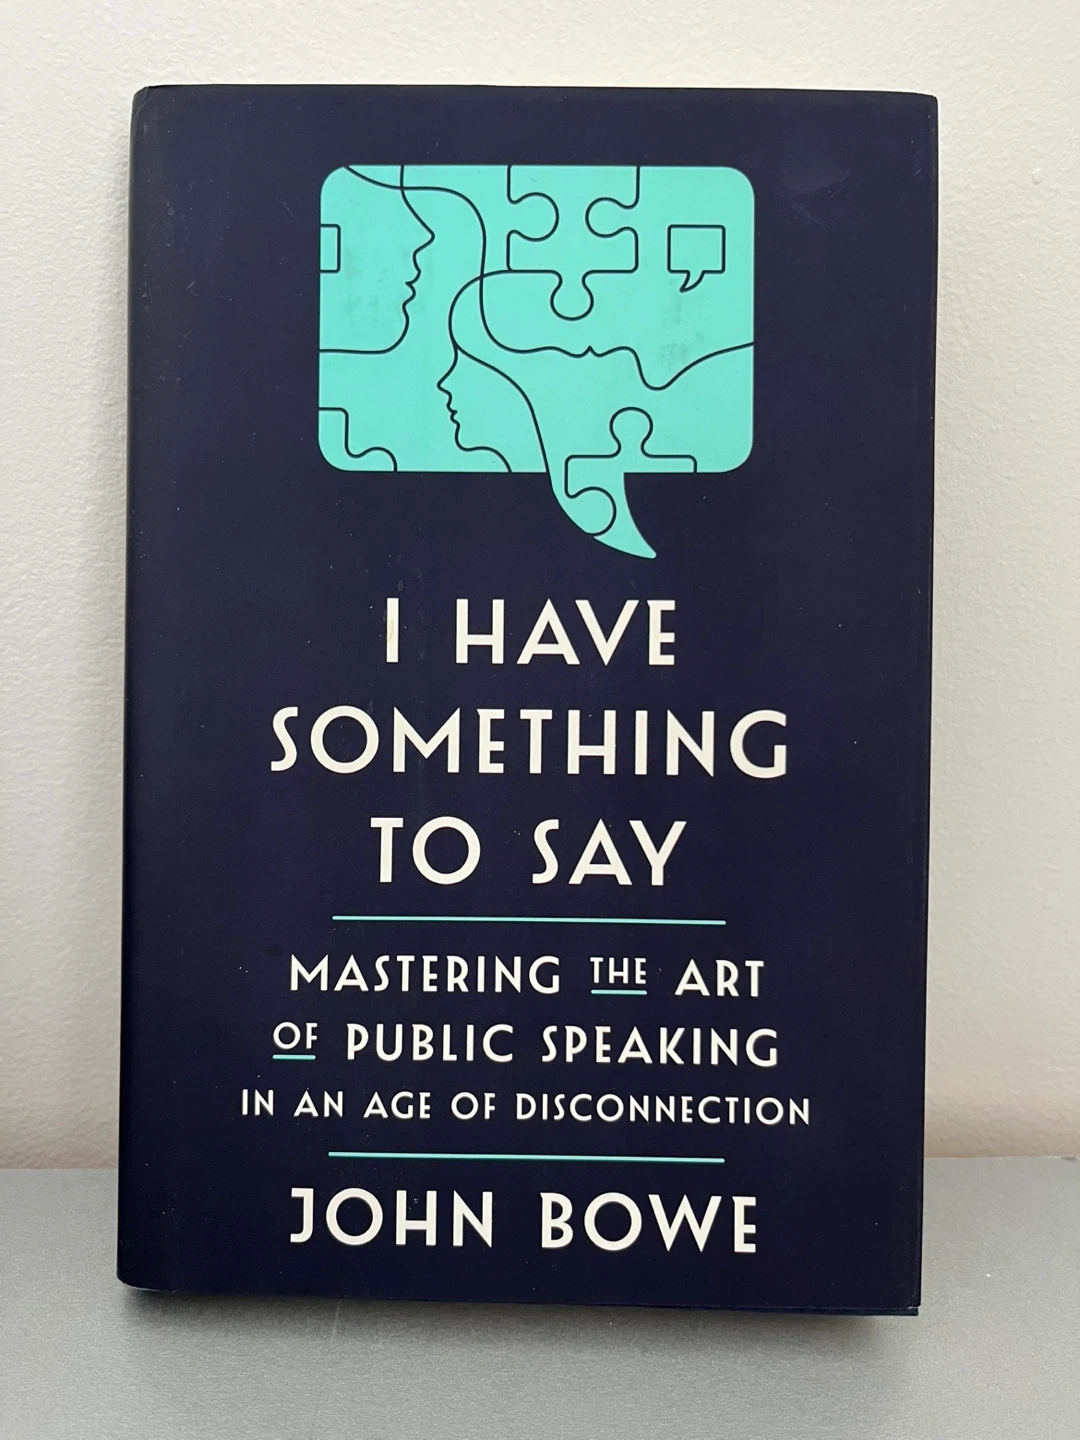 I HAVE
SOMETHING
TO SAY
MASTERING THE ART
OF PUBLIC SPEAKING
IN AN AGE OF DISCONNECTION
JOHN BOWE